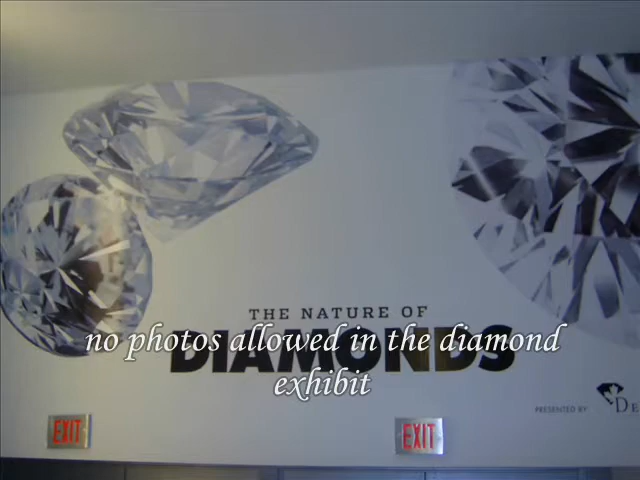 THE NATURE OF
DIAMONDS
no photos allowed in the diamond
exhibit
PRESENTED BY
EXIT
EXIT